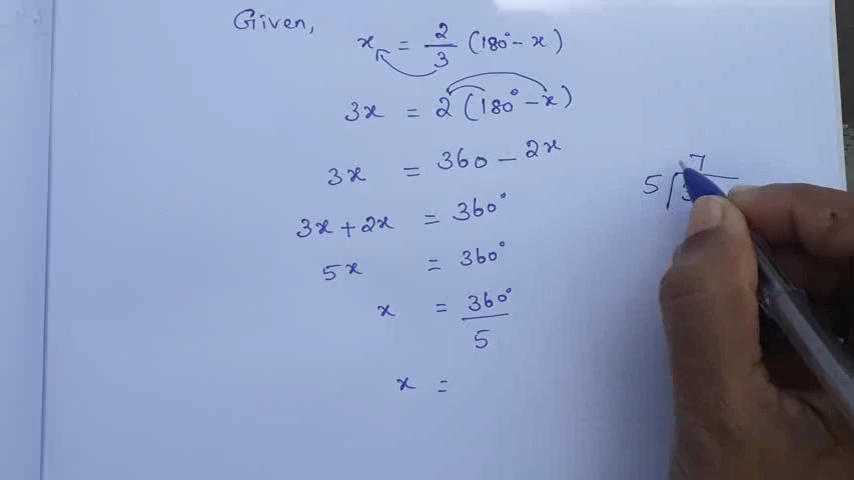 Given,
x = 2/3 (180° - x)
3x = 2 (180° - x)
3x = 360 - 2x
3x + 2x = 360°
5x = 360°
x = 360°/5
x =
7
5